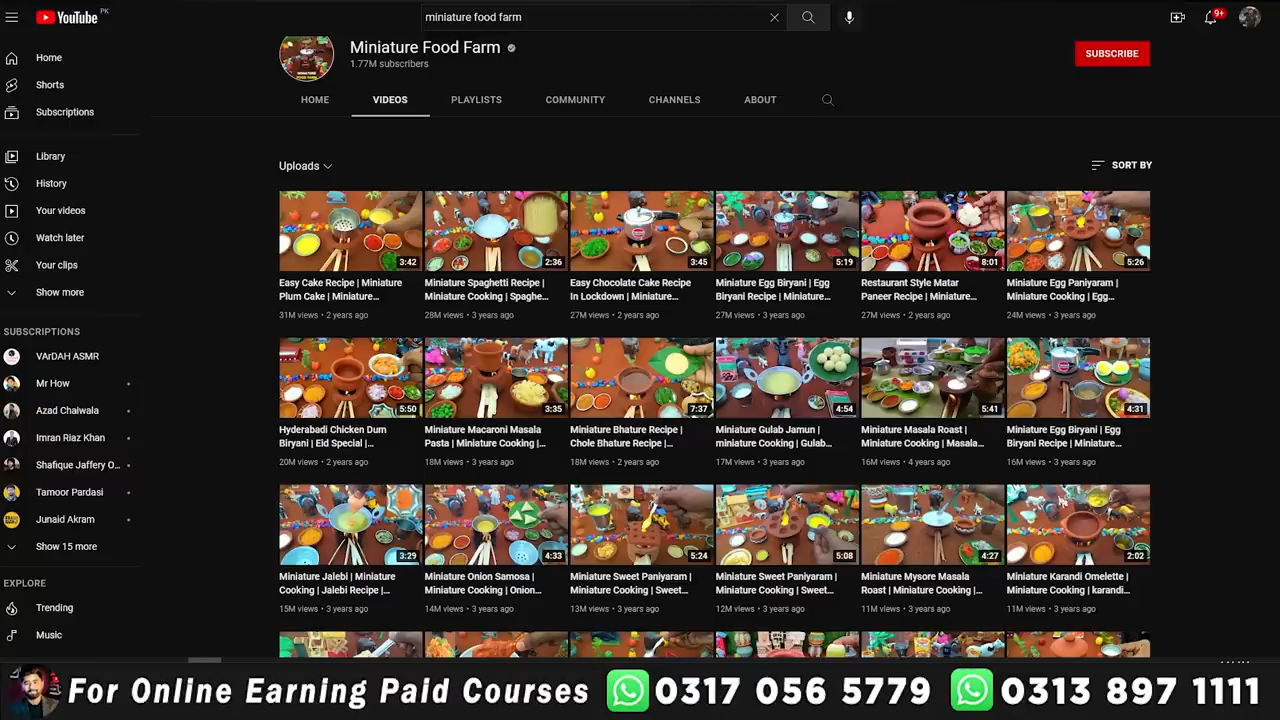 YouTube PK
miniature food farm
9+
Home
Shorts
Subscriptions
Library
History
Your videos
Watch later
Your clips
Show more
SUBSCRIPTIONS
VArDAH ASMR
Mr How
Azad Chaiwala
Imran Riaz Khan
Shafique Jaffery O...
Tamoor Pardasi
Junaid Akram
Show 15 more
EXPLORE
Trending
Music
Miniature Food Farm
1.77M subscribers
SUBSCRIBE
HOME VIDEOS PLAYLISTS COMMUNITY CHANNELS ABOUT
Uploads
SORT BY
3:42 2:36 3:45 5:19 8:01 5:26
Easy Cake Recipe | Miniature
Plum Cake | Miniature...
31M views • 2 years ago
Miniature Spaghetti Recipe |
Miniature Cooking | Spaghe...
28M views • 3 years ago
Easy Chocolate Cake Recipe
In Lockdown | Miniature...
27M views • 2 years ago
Miniature Egg Biryani | Egg
Biryani Recipe | Miniature...
27M views • 3 years ago
Restaurant Style Matar
Paneer Recipe | Miniature...
27M views • 2 years ago
Miniature Egg Paniyaram |
Miniature Cooking | Egg...
24M views • 3 years ago
5:50 3:35 7:37 4:54 5:41 4:31
Hyderabadi Chicken Dum
Biryani | Eid Special |...
20M views • 2 years ago
Miniature Macaroni Masala
Pasta | Miniature Cooking |...
18M views • 3 years ago
Miniature Bhature Recipe |
Chole Bhature Recipe |...
18M views • 2 years ago
Miniature Gulab Jamun |
miniature Cooking | Gulab...
17M views • 3 years ago
Miniature Masala Roast |
Miniature Cooking | Masala...
16M views • 4 years ago
Miniature Egg Biryani | Egg
Biryani Recipe | Miniature...
16M views • 3 years ago
3:29 4:33 5:24 5:08 4:27 2:02
Miniature Jalebi | Miniature
Cooking | Jalebi Recipe |...
15M views • 3 years ago
Miniature Onion Samosa |
Miniature Cooking | Onion...
14M views • 3 years ago
Miniature Sweet Paniyaram |
Miniature Cooking | Sweet...
13M views • 3 years ago
Miniature Sweet Paniyaram |
Miniature Cooking | Sweet...
12M views • 3 years ago
Miniature Mysore Masala
Roast | Miniature Cooking |...
11M views • 3 years ago
Miniature Karandi Omelette |
Miniature Cooking | karandi...
11M views • 3 years ago
For Online Earning Paid Courses 0317 056 5779 0313 897 1111